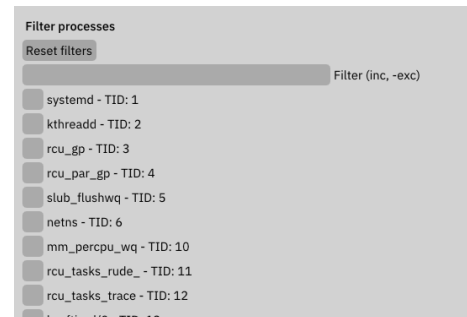 Filter processes
Reset filters
Filter (inc, -exc)
systemd - TID: 1
kthreadd - TID: 2
rcu_gp - TID: 3
rcu_par_gp - TID: 4
slub_flushwq - TID: 5
netns - TID: 6
mm_percpu_wq - TID: 10
rcu_tasks_rude_ - TID: 11
rcu_tasks_trace - TID: 12